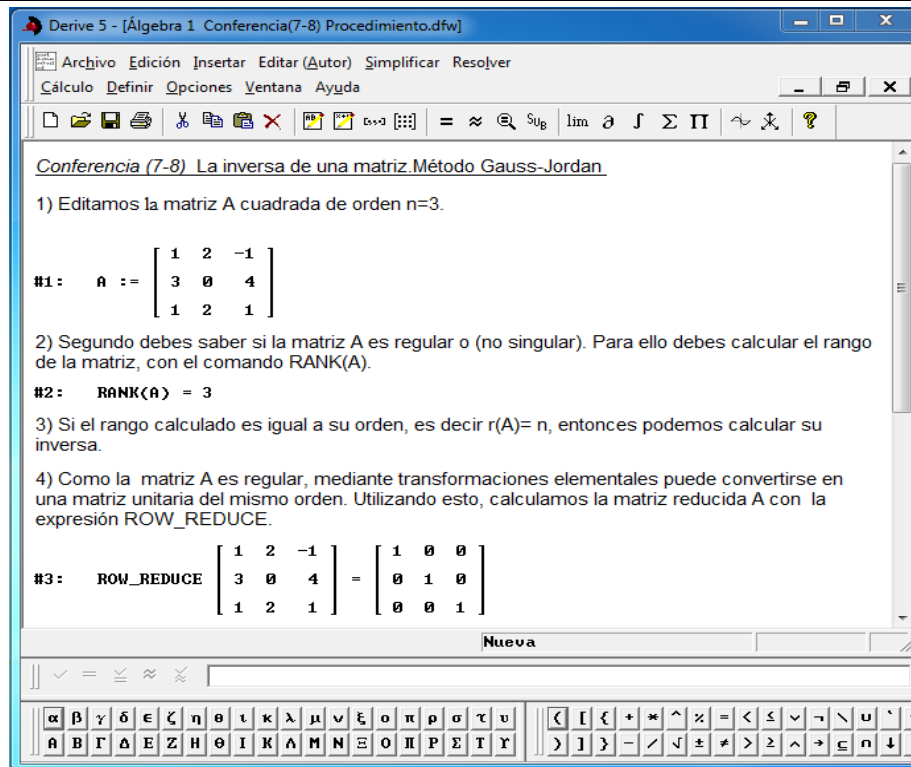 Derive 5 - [Álgebra 1 Conferencia(7-8) Procedimiento.dfw]
Archivo Edición Insertar Editar (Autor) Simplificar Resolver
Cálculo Definir Opciones Ventana Ayuda
= ≈ SUB lim ∂ ∫ Σ Π ?
Conferencia (7-8) La inversa de una matriz.Método Gauss-Jordan
1) Editamos la matriz A cuadrada de orden n=3.
1 2 -1
#1: A := 3 0 4
1 2 1
2) Segundo debes saber si la matriz A es regular o (no singular). Para ello debes calcular el rango
de la matriz, con el comando RANK(A).
#2: RANK(A) = 3
3) Si el rango calculado es igual a su orden, es decir r(A)= n, entonces podemos calcular su
inversa.
4) Como la matriz A es regular, mediante transformaciones elementales puede convertirse en
una matriz unitaria del mismo orden. Utilizando esto, calculamos la matriz reducida A con la
expresión ROW_REDUCE.
1 2 -1 1 0 0
#3: ROW_REDUCE 3 0 4 = 0 1 0
1 2 1 0 0 1
Nueva
α β γ δ ε ζ η θ ι κ λ μ ν ξ ο π ρ σ τ υ ( [ { + * ^ % = < ≤ ∨ ¬ \ ∪ `
Α Β Γ Δ Ε Ζ Η Θ Ι Κ Λ Μ Ν Ξ Ο Π Ρ Σ Τ Υ ) ] } - / √ ± ≠ > ≥ ∧ → ⊆ ∩ ↓